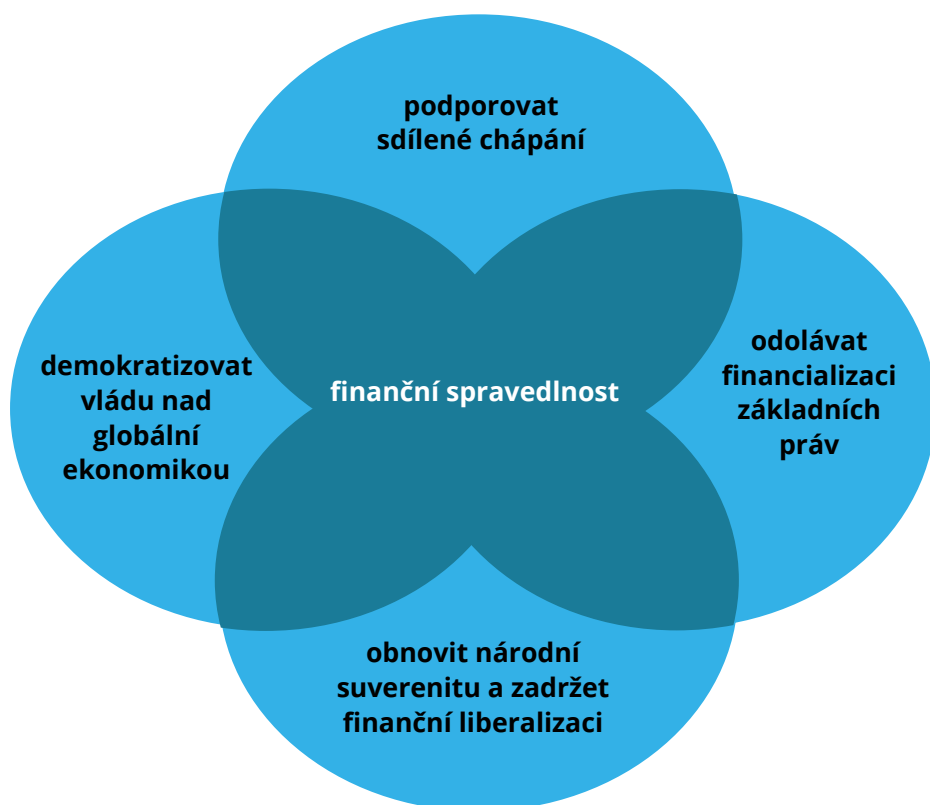 podporovat
sdílené chápání
demokratizovat
vládu nad
globální
ekonomikou
finanční spravedlnost
odolávat
financializaci
základních
práv
obnovit národní
suverenitu a zadržet
finanční liberalizaci